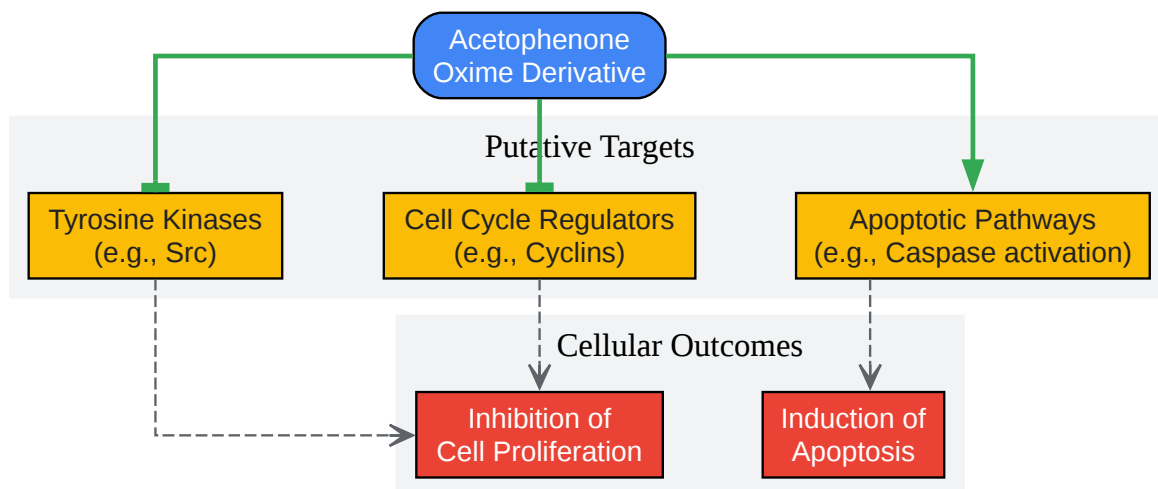 Acetophenone
Oxime Derivative
Putative Targets
Tyrosine Kinases
(e.g., Src)
Cell Cycle Regulators
(e.g., Cyclins)
Apoptotic Pathways
(e.g., Caspase activation)
Cellular Outcomes
Inhibition of
Cell Proliferation
Induction of
Apoptosis